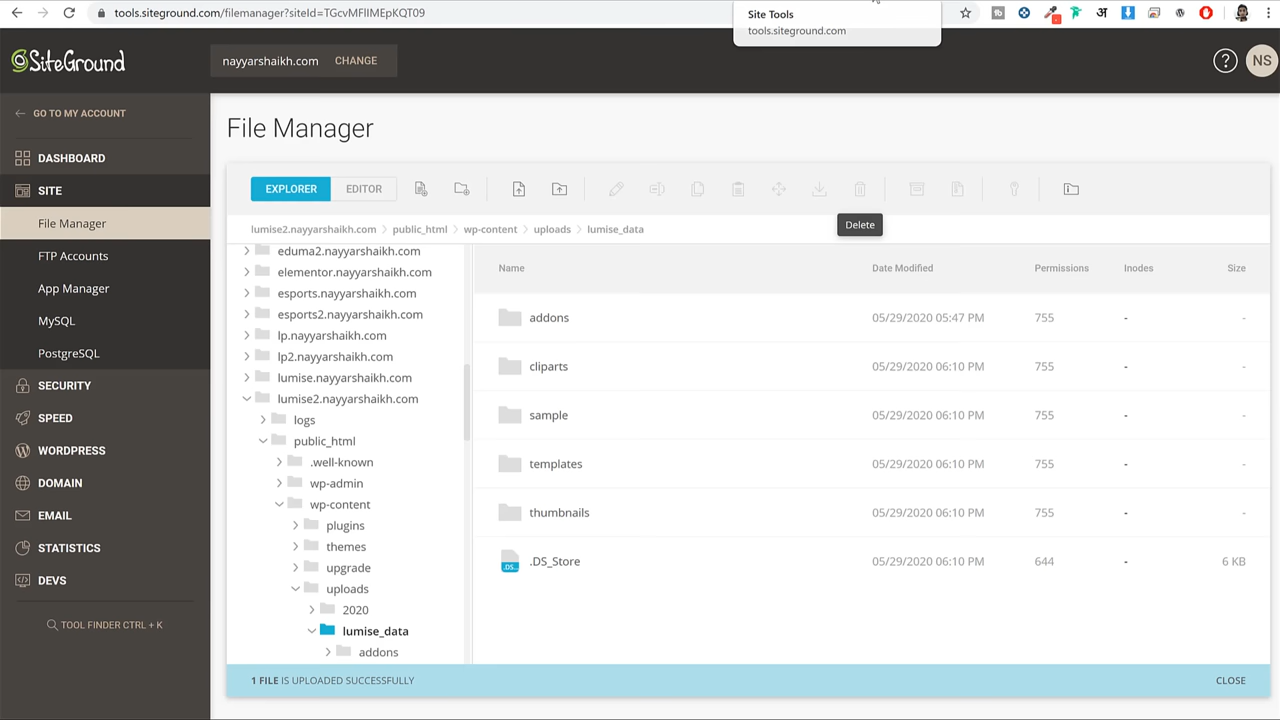 tools.siteground.com/filemanager?siteId=TGcvMFlIMEpKQT09
Site Tools
tools.siteground.com
SiteGround
nayyarshaikh.com CHANGE
? NS
GO TO MY ACCOUNT
DASHBOARD
SITE
File Manager
FTP Accounts
App Manager
MySQL
PostgreSQL
SECURITY
SPEED
WORDPRESS
DOMAIN
EMAIL
STATISTICS
DEVS
TOOL FINDER CTRL + K
File Manager
EXPLORER EDITOR
Delete
lumise2.nayyarshaikh.com > public_html > wp-content > uploads > lumise_data
eduma2.nayyarshaikh.com
elementor.nayyarshaikh.com
esports.nayyarshaikh.com
esports2.nayyarshaikh.com
lp.nayyarshaikh.com
lp2.nayyarshaikh.com
lumise.nayyarshaikh.com
lumise2.nayyarshaikh.com
logs
public_html
.well-known
wp-admin
wp-content
plugins
themes
upgrade
uploads
2020
lumise_data
addons
Name Date Modified Permissions Inodes Size
addons 05/29/2020 05:47 PM 755 - -
cliparts 05/29/2020 06:10 PM 755 - -
sample 05/29/2020 06:10 PM 755 - -
templates 05/29/2020 06:10 PM 755 - -
thumbnails 05/29/2020 06:10 PM 755 - -
.DS_Store 05/29/2020 06:10 PM 644 - 6 KB
1 FILE IS UPLOADED SUCCESSFULLY CLOSE